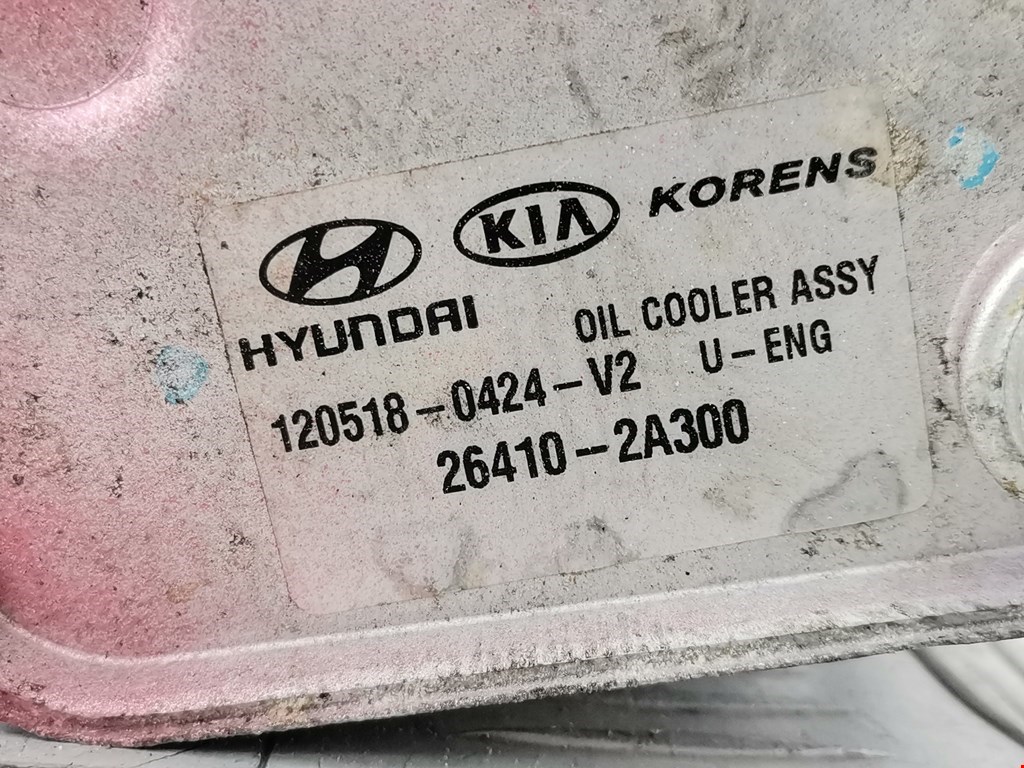 HYUNDAI KIA KORENS
OIL COOLER ASSY
120518-0424-V2 U-ENG
26410-2A300